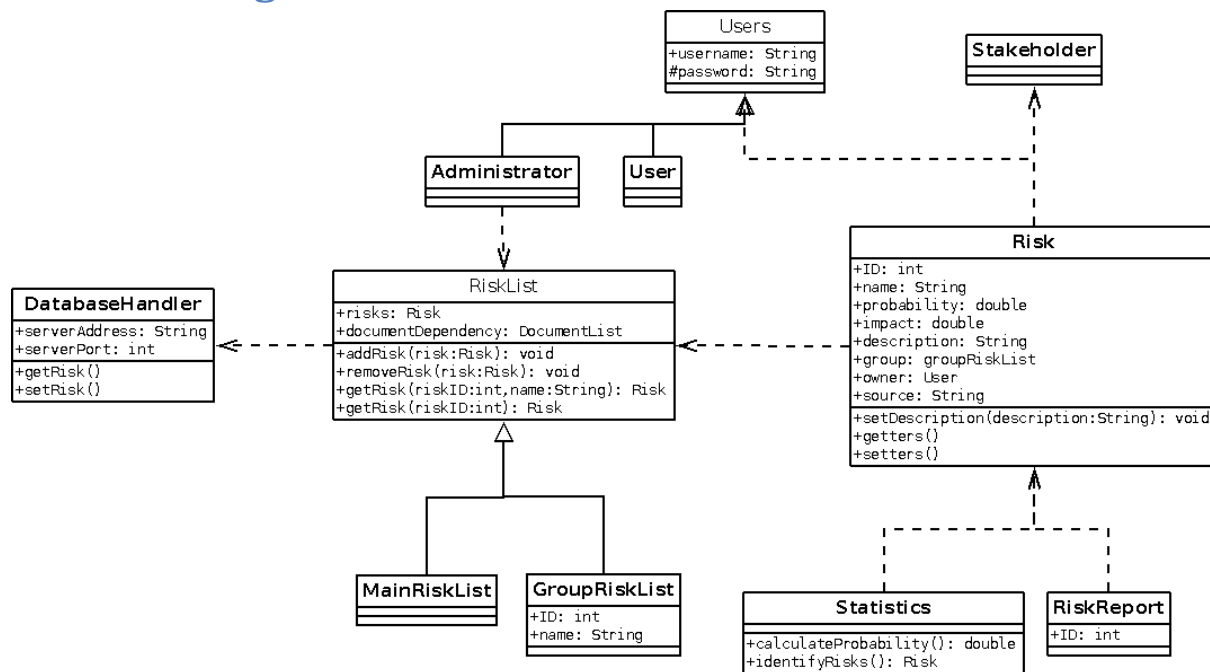 Users
+username: String
#password: String
Stakeholder
Administrator
User
Risk
+ID: int
+name: String
+probability: double
+impact: double
+description: String
+group: groupRiskList
+owner: User
+source: String
+setDescription(description:String): void
+getters()
+setters()
RiskList
+risks: Risk
+documentDependency: DocumentList
+addRisk(risk:Risk): void
+removeRisk(risk:Risk): void
+getRisk(riskID:int,name:String): Risk
+getRisk(riskID:int): Risk
DatabaseHandler
+serverAddress: String
+serverPort: int
+getRisk()
+setRisk()
MainRiskList
GroupRiskList
+ID: int
+name: String
Statistics
+calculateProbability(): double
+identifyRisks(): Risk
RiskReport
+ID: int